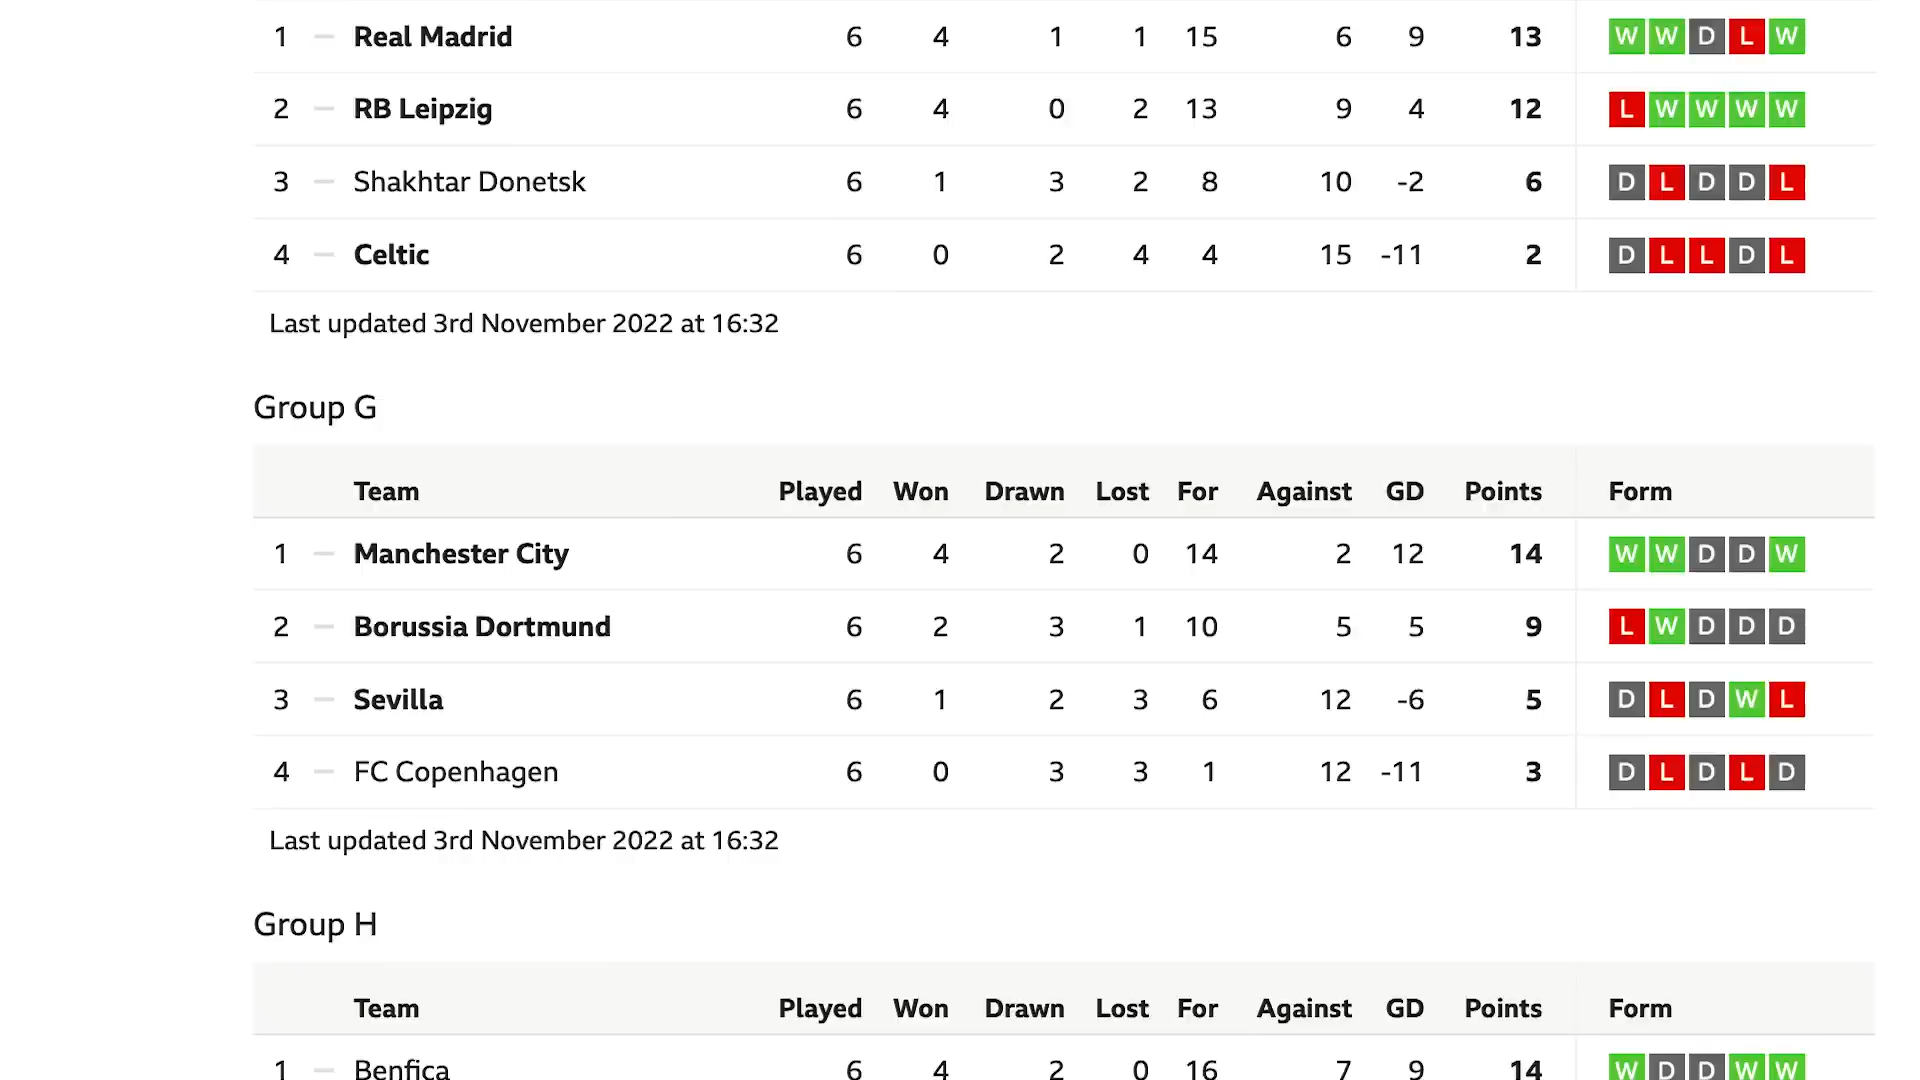 1 Real Madrid 6 4 1 1 15 6 9 13 W W D L W
2 RB Leipzig 6 4 0 2 13 9 4 12 L W W W W
3 Shakhtar Donetsk 6 1 3 2 8 10 -2 6 D L D D L
4 Celtic 6 0 2 4 4 15 -11 2 D L L D L
Last updated 3rd November 2022 at 16:32
Group G
Team Played Won Drawn Lost For Against GD Points Form
1 Manchester City 6 4 2 0 14 2 12 14 W W D D W
2 Borussia Dortmund 6 2 3 1 10 5 5 9 L W D D D
3 Sevilla 6 1 2 3 6 12 -6 5 D L D W L
4 FC Copenhagen 6 0 3 3 1 12 -11 3 D L D L D
Last updated 3rd November 2022 at 16:32
Group H
Team Played Won Drawn Lost For Against GD Points Form
1 Benfica 6 4 2 0 16 7 9 14 W D D W W